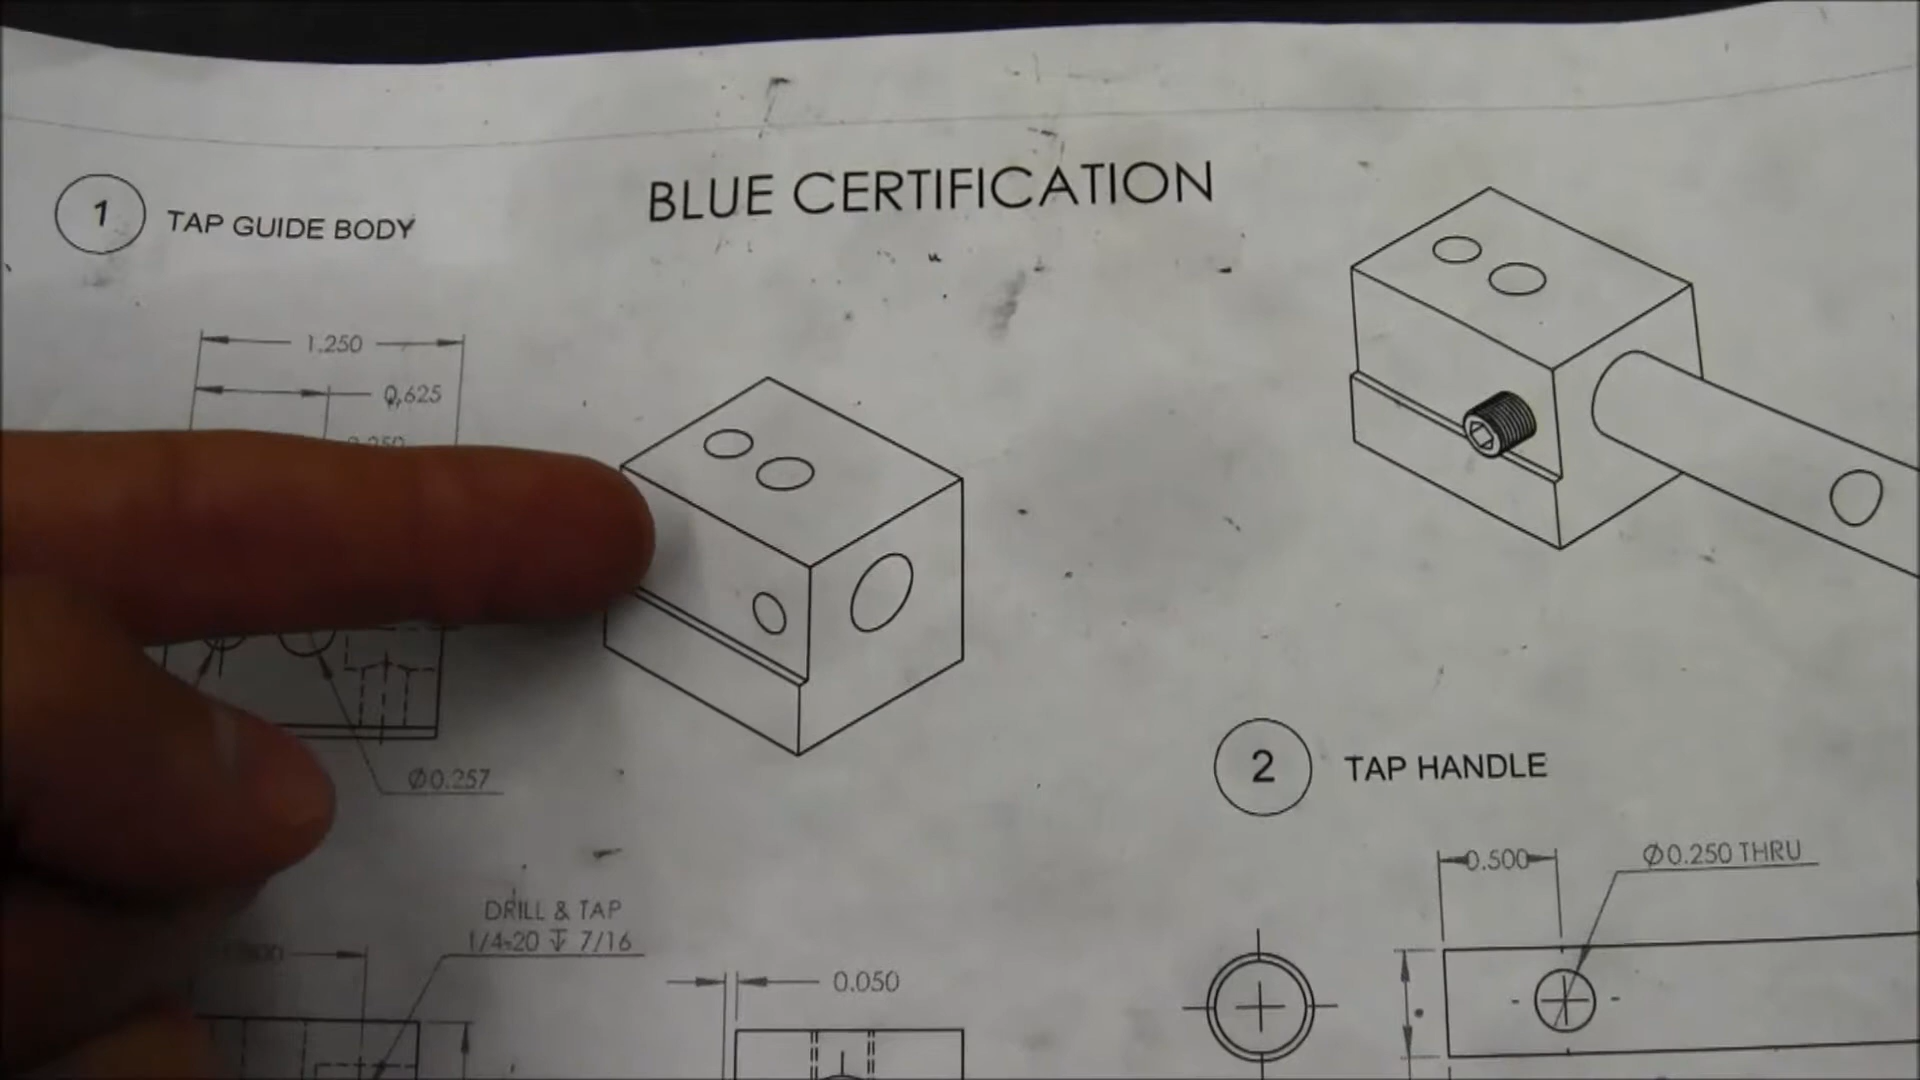 BLUE CERTIFICATION
1 TAP GUIDE BODY
1.250
0.625
Ø0.257
2 TAP HANDLE
0.500
Ø0.250 THRU
DRILL & TAP
1/4-20 ↧ 7/16
0.050